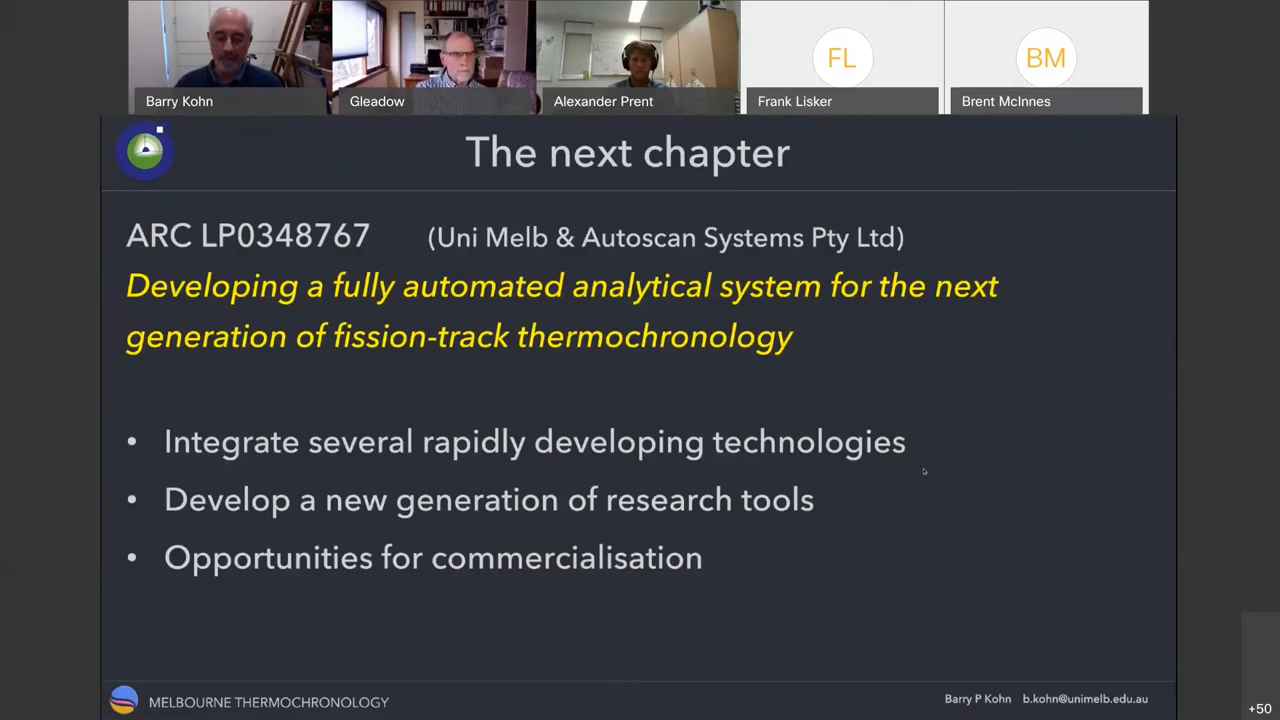 FL
BM
Barry Kohn
Gleadow
Alexander Prent
Frank Lisker
Brent McInnes
The next chapter
ARC LP0348767 (Uni Melb & Autoscan Systems Pty Ltd)
Developing a fully automated analytical system for the next
generation of fission-track thermochronology
• Integrate several rapidly developing technologies
• Develop a new generation of research tools
• Opportunities for commercialisation
MELBOURNE THERMOCHRONOLOGY
Barry P Kohn b.kohn@unimelb.edu.au
+50